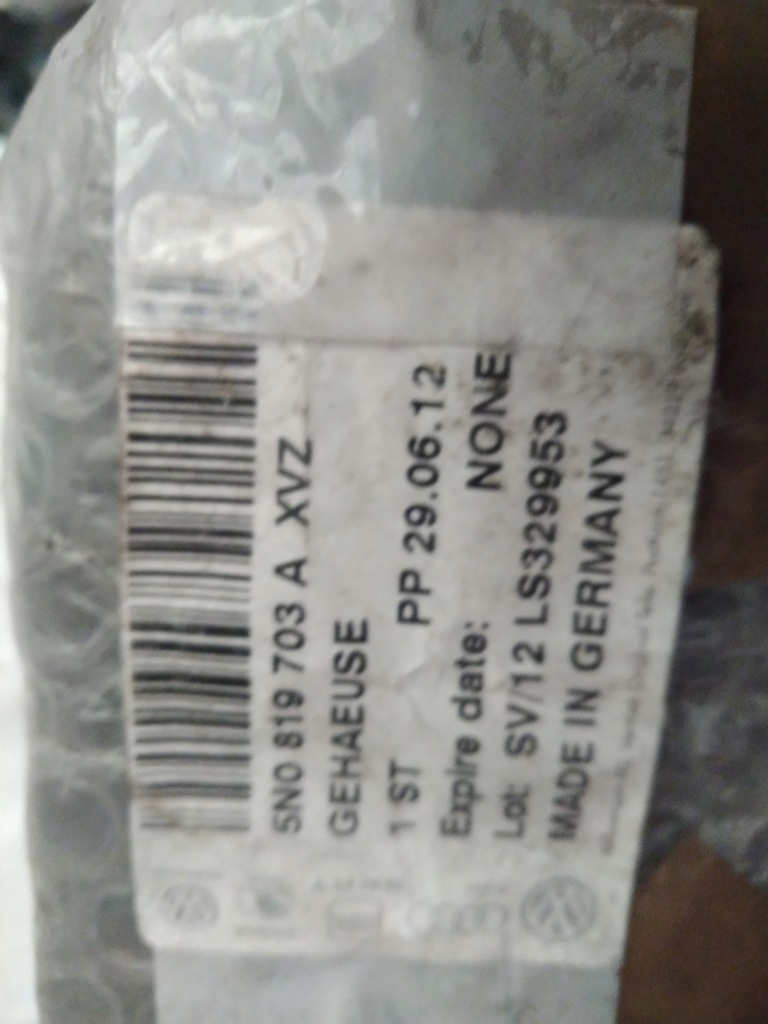 5N0 819 703 A XVZ
GEHAEUSE
1 ST PP 29.06.12
Expire date: NONE
Lot: SV/12 LS329953
MADE IN GERMANY